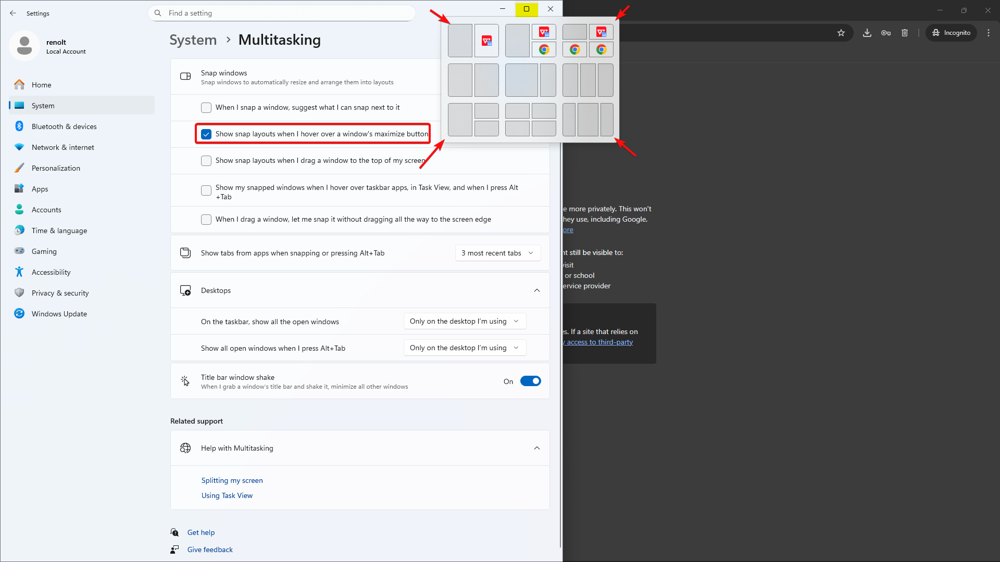 Settings
Find a setting
renolt
Local Account
Home
System
Bluetooth & devices
Network & internet
Personalization
Apps
Accounts
Time & language
Gaming
Accessibility
Privacy & security
Windows Update
System > Multitasking
Snap windows
Snap windows to automatically resize and arrange them into layouts
When I snap a window, suggest what I can snap next to it
Show snap layouts when I hover over a window's maximize button
Show snap layouts when I drag a window to the top of my screen
Show my snapped windows when I hover over taskbar apps, in Task View, and when I press Alt
+Tab
When I drag a window, let me snap it without dragging all the way to the screen edge
Show tabs from apps when snapping or pressing Alt+Tab
3 most recent tabs
Desktops
On the taskbar, show all the open windows
Only on the desktop I'm using
Show all open windows when I press Alt+Tab
Only on the desktop I'm using
Title bar window shake
When I grab a window's title bar and shake it, minimize all other windows
On
Related support
Help with Multitasking
Splitting my screen
Using Task View
Get help
Give feedback
Incognito
e more privately. This won't
hey use, including Google.
ore
nt still be visible to:
visit
or school
ervice provider
es. If a site that relies on
y access to third-party